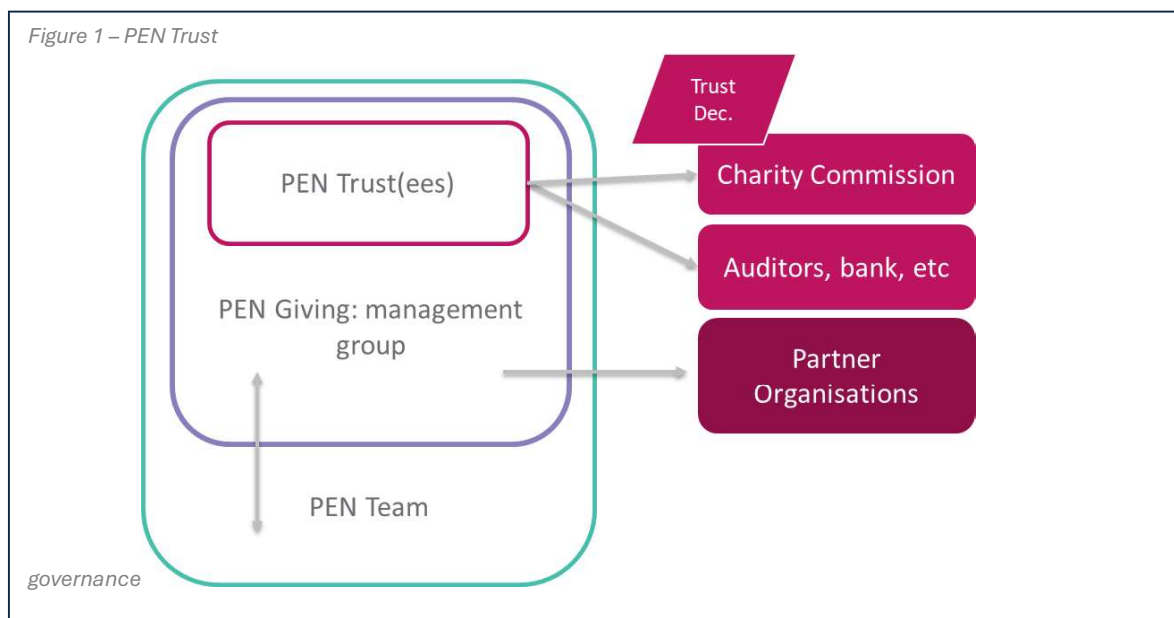 Figure 1 – PEN Trust
Trust
Dec.
PEN Trust(ees)
Charity Commission
Auditors, bank, etc
PEN Giving: management
group
Partner
Organisations
PEN Team
governance